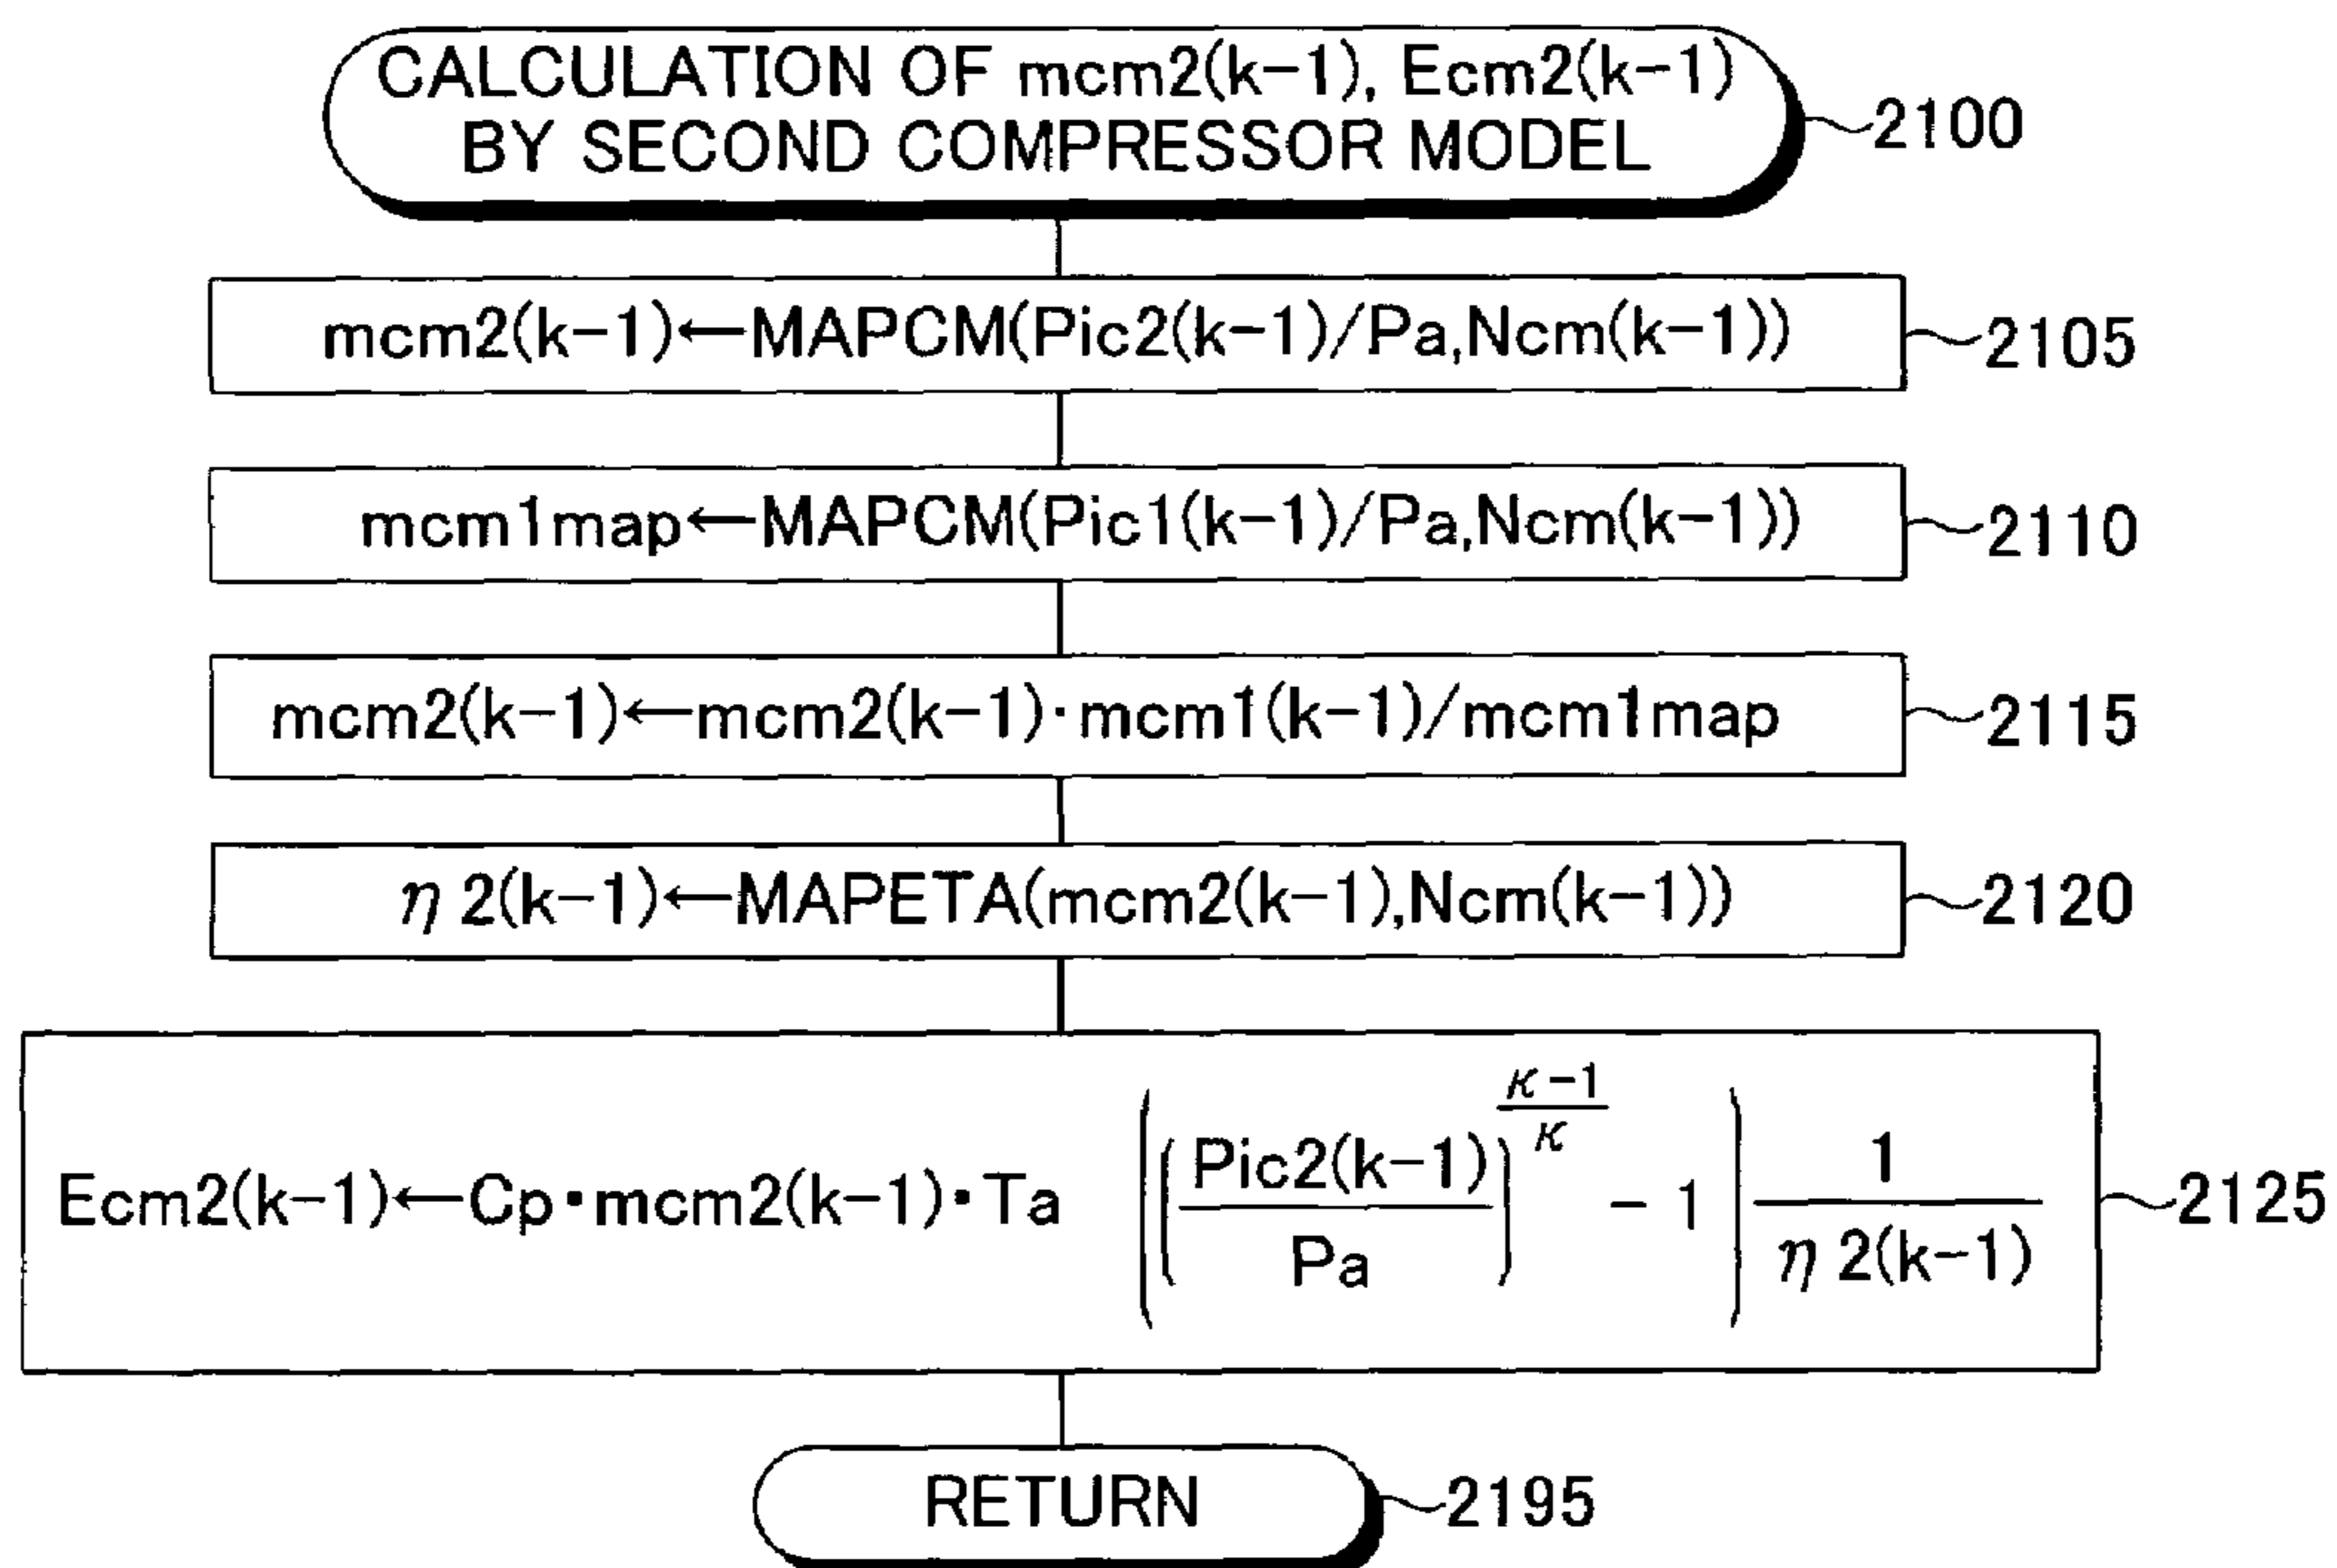 CALCULATION OF mcm2(k-1), Ecm2(k-1)
BY SECOND COMPRESSOR MODEL
2100
mcm2(k-1)←MAPCM(Pic2(k-1)/Pa,Ncm(k-1))
2105
mcm1map←MAPCM(Pic1(k-1)/Pa,Ncm(k-1))
2110
mcm2(k-1)←mcm2(k-1)·mcm1(k-1)/mcm1map
2115
η2(k-1)←MAPETA(mcm2(k-1),Ncm(k-1))
2120
Ecm2(k-1)←Cp·mcm2(k-1)·Ta ((Pic2(k-1)/Pa)^((κ-1)/κ) - 1) 1/η2(k-1)
2125
RETURN
2195